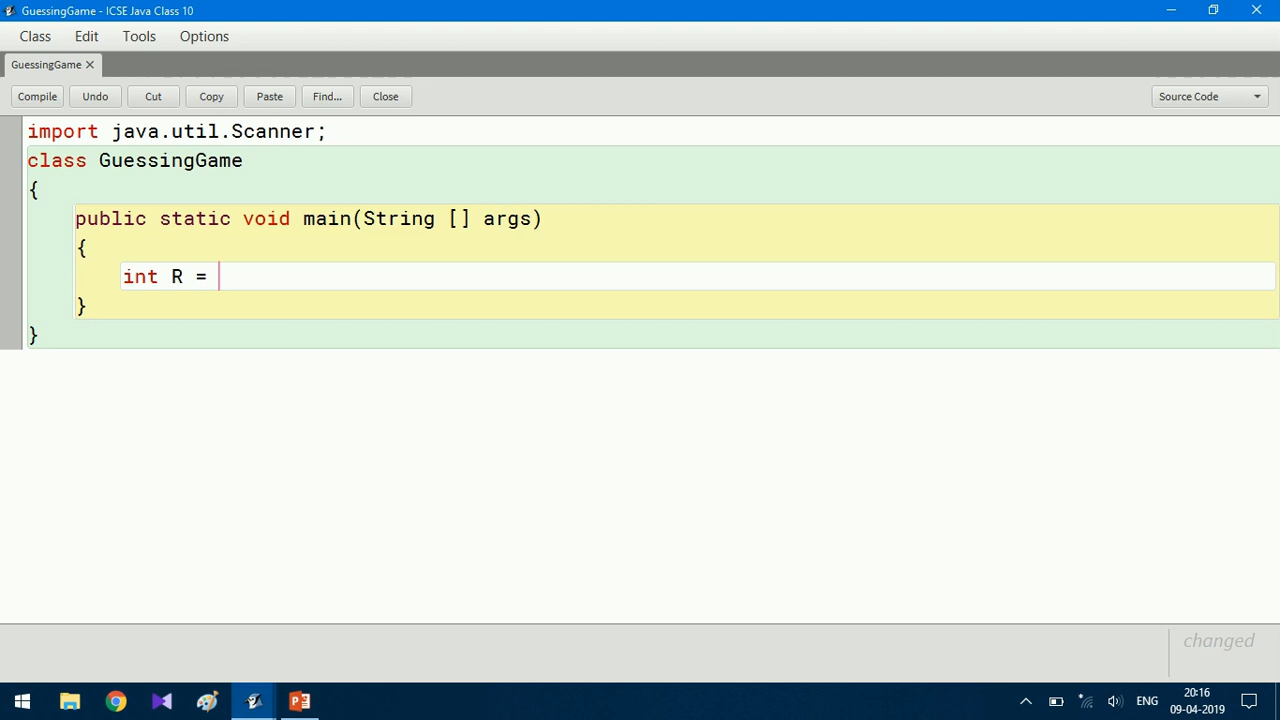 GuessingGame - ICSE Java Class 10
Class Edit Tools Options
GuessingGame
Compile Undo Cut Copy Paste Find... Close Source Code
import java.util.Scanner;
class GuessingGame
{
public static void main(String [] args)
{
int R =
}
}
changed
ENG 20:16
09-04-2019